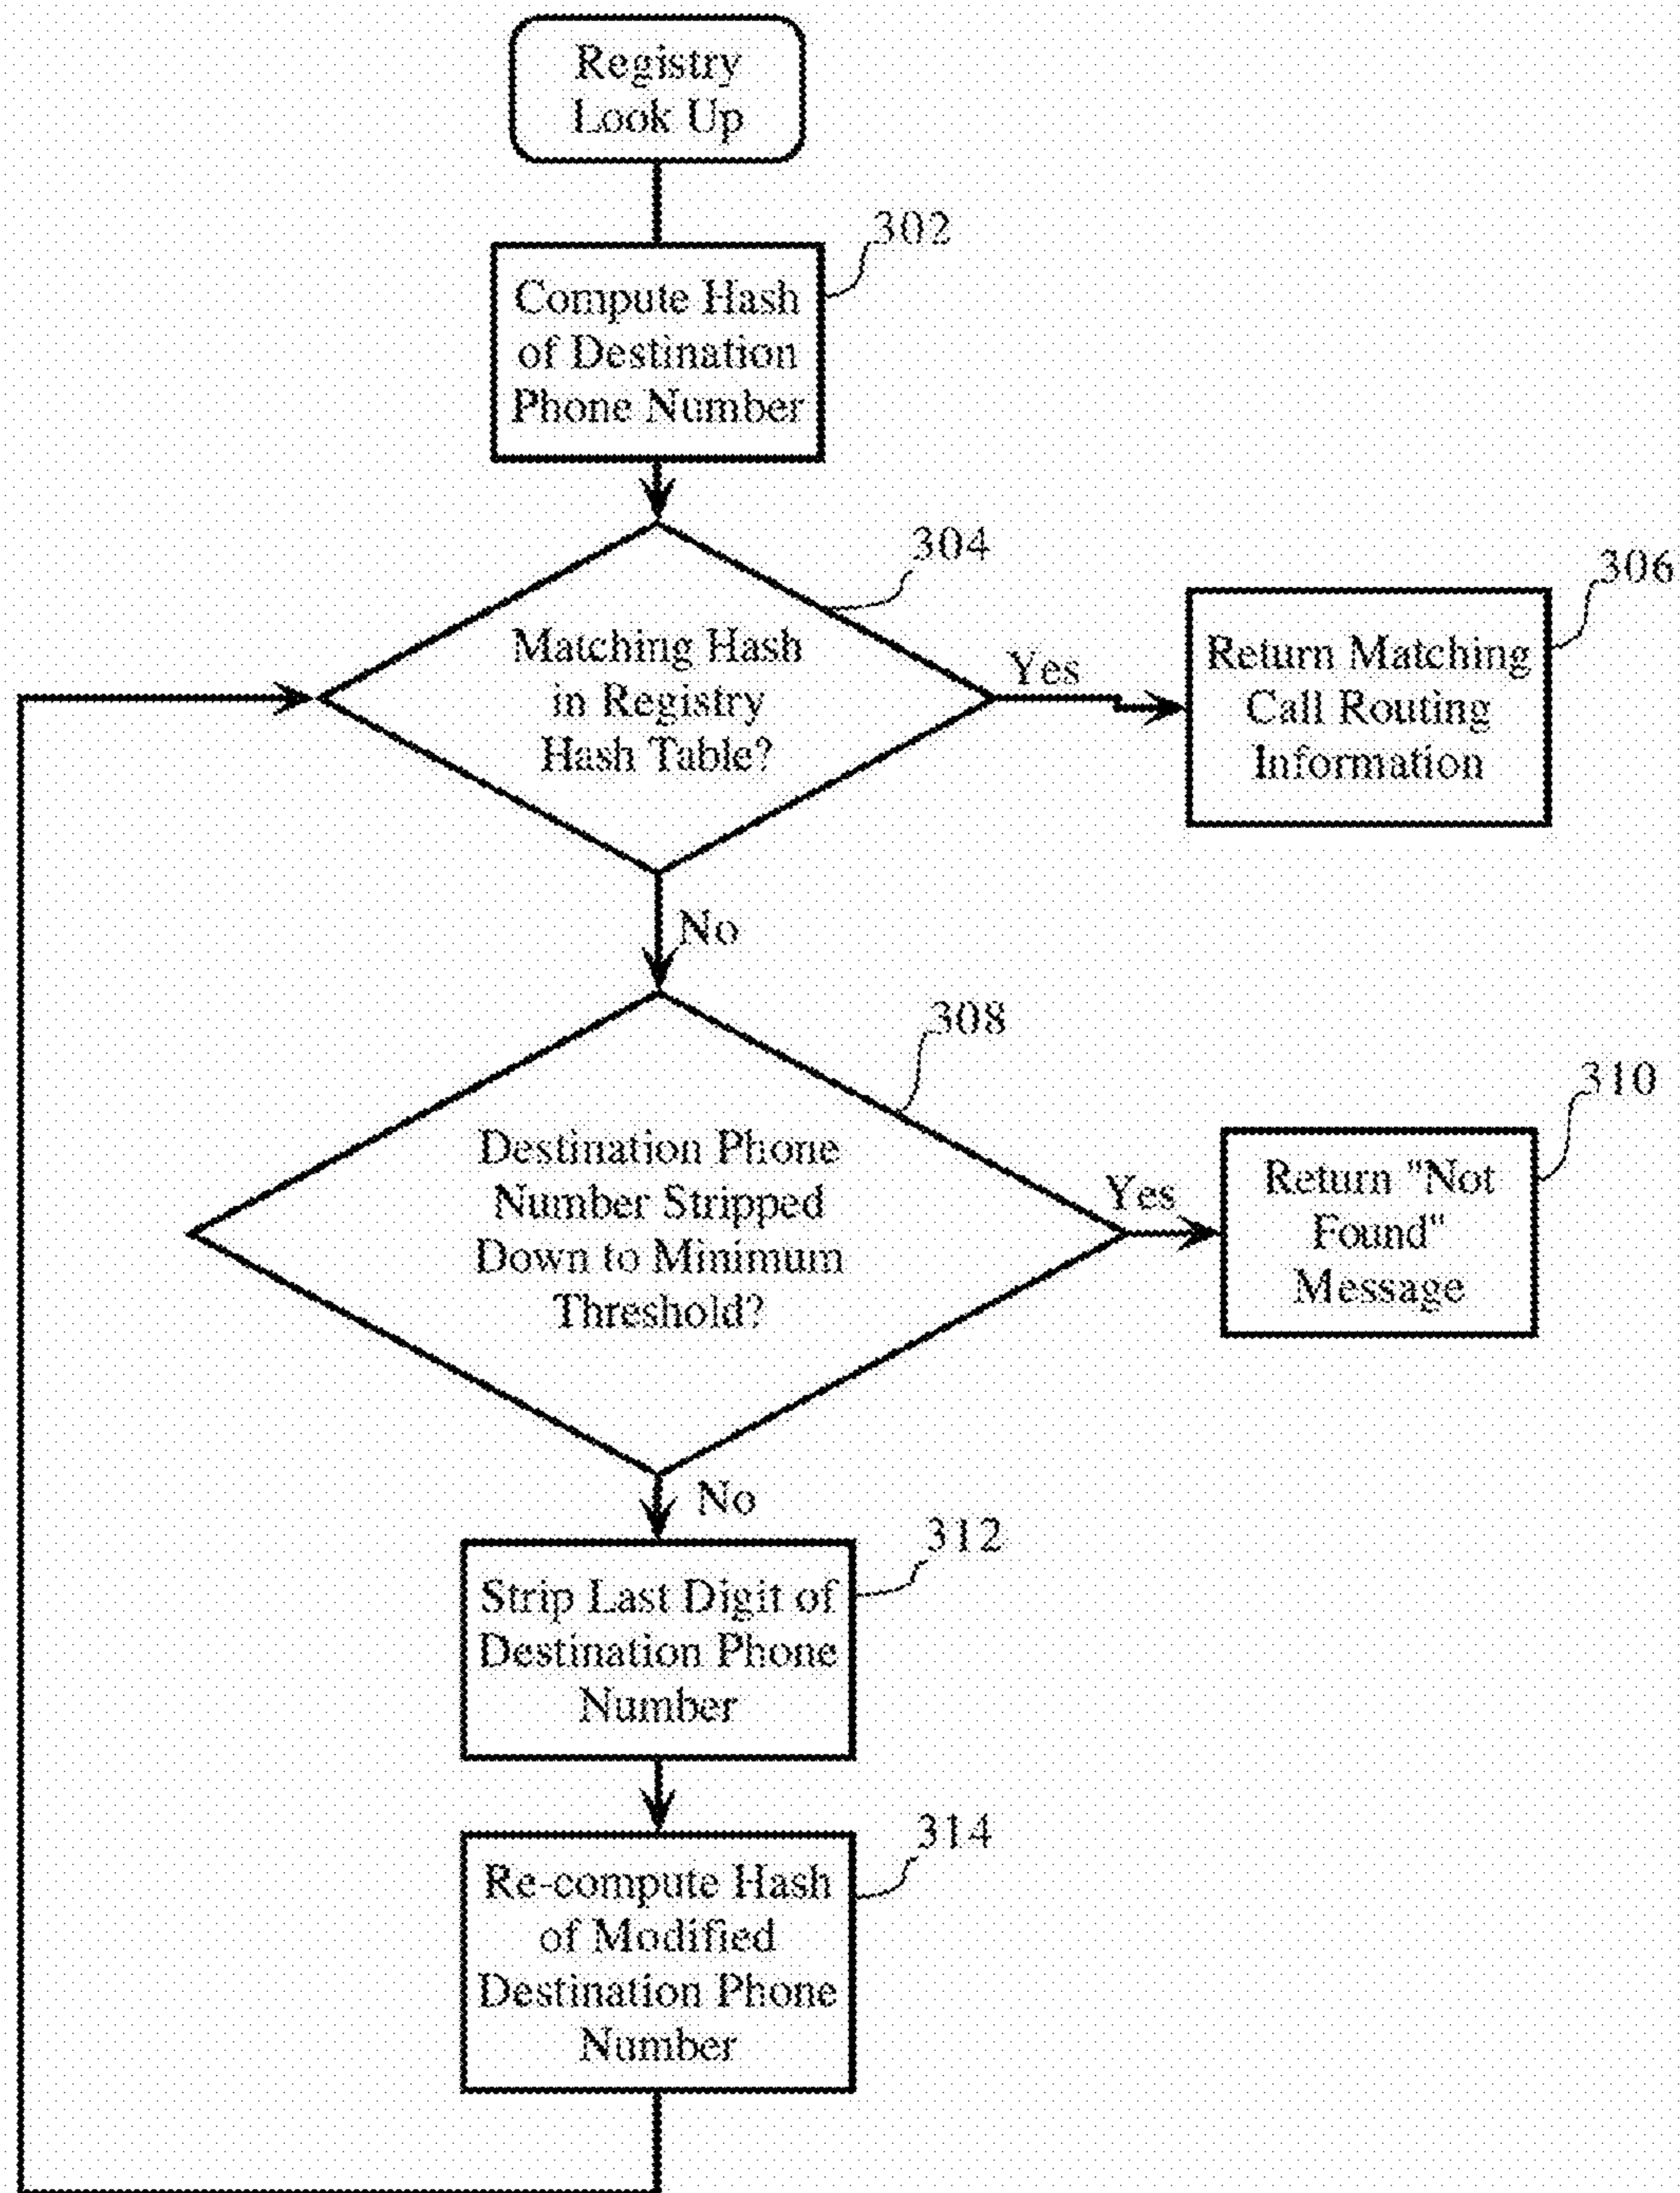 Registry
Look Up
302
Compute Hash
of Destination
Phone Number
304
Matching Hash
in Registry
Hash Table?
Yes
306
Return Matching
Call Routing
Information
No
308
Destination Phone
Number Stripped
Down to Minimum
Threshold?
Yes
310
Return "Not
Found"
Message
No
312
Strip Last Digit of
Destination Phone
Number
314
Re-compute Hash
of Modified
Destination Phone
Number